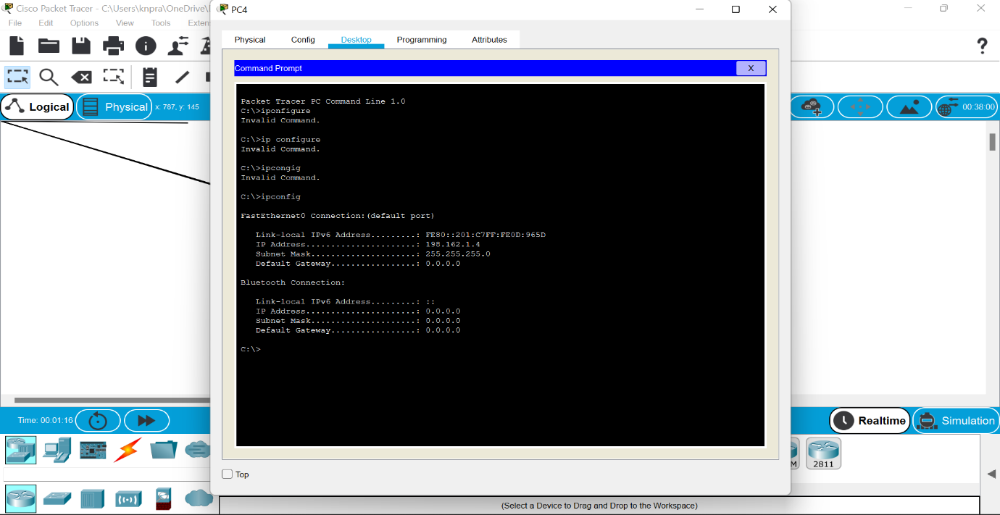 Cisco Packet Tracer - C:\Users\knpra\OneDrive\
PC4
File Edit Options View Tools Exten
Physical Config Desktop Programming Attributes
?
Command Prompt
X
Logical
Physical
x: 787, y: 145
00:38:00
Packet Tracer PC Command Line 1.0
C:\>iponfigure
Invalid Command.
C:\>ip configure
Invalid Command.
C:\>ipcongig
Invalid Command.
C:\>ipconfig
FastEthernet0 Connection:(default port)
Link-local IPv6 Address.........: FE80::201:C7FF:FE0D:965D
IP Address......................: 198.162.1.4
Subnet Mask.....................: 255.255.255.0
Default Gateway.................: 0.0.0.0
Bluetooth Connection:
Link-local IPv6 Address.........: ::
IP Address......................: 0.0.0.0
Subnet Mask.....................: 0.0.0.0
Default Gateway.................: 0.0.0.0
C:\>
Time: 00:01:16
Realtime
Simulation
M
2811
Top
(Select a Device to Drag and Drop to the Workspace)